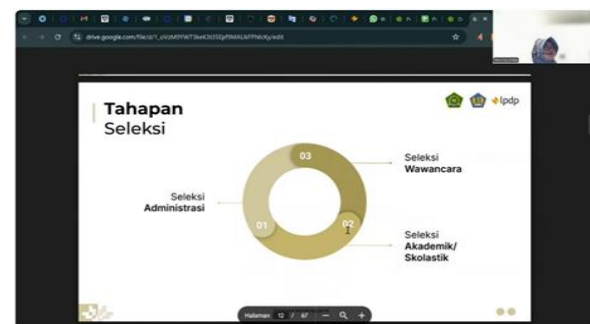 Tahapan
Seleksi
lpdp
03
Seleksi
Wawancara
Seleksi
Administrasi
01
02
Seleksi
Akademik/
Skolastik
Halaman 12 / 67